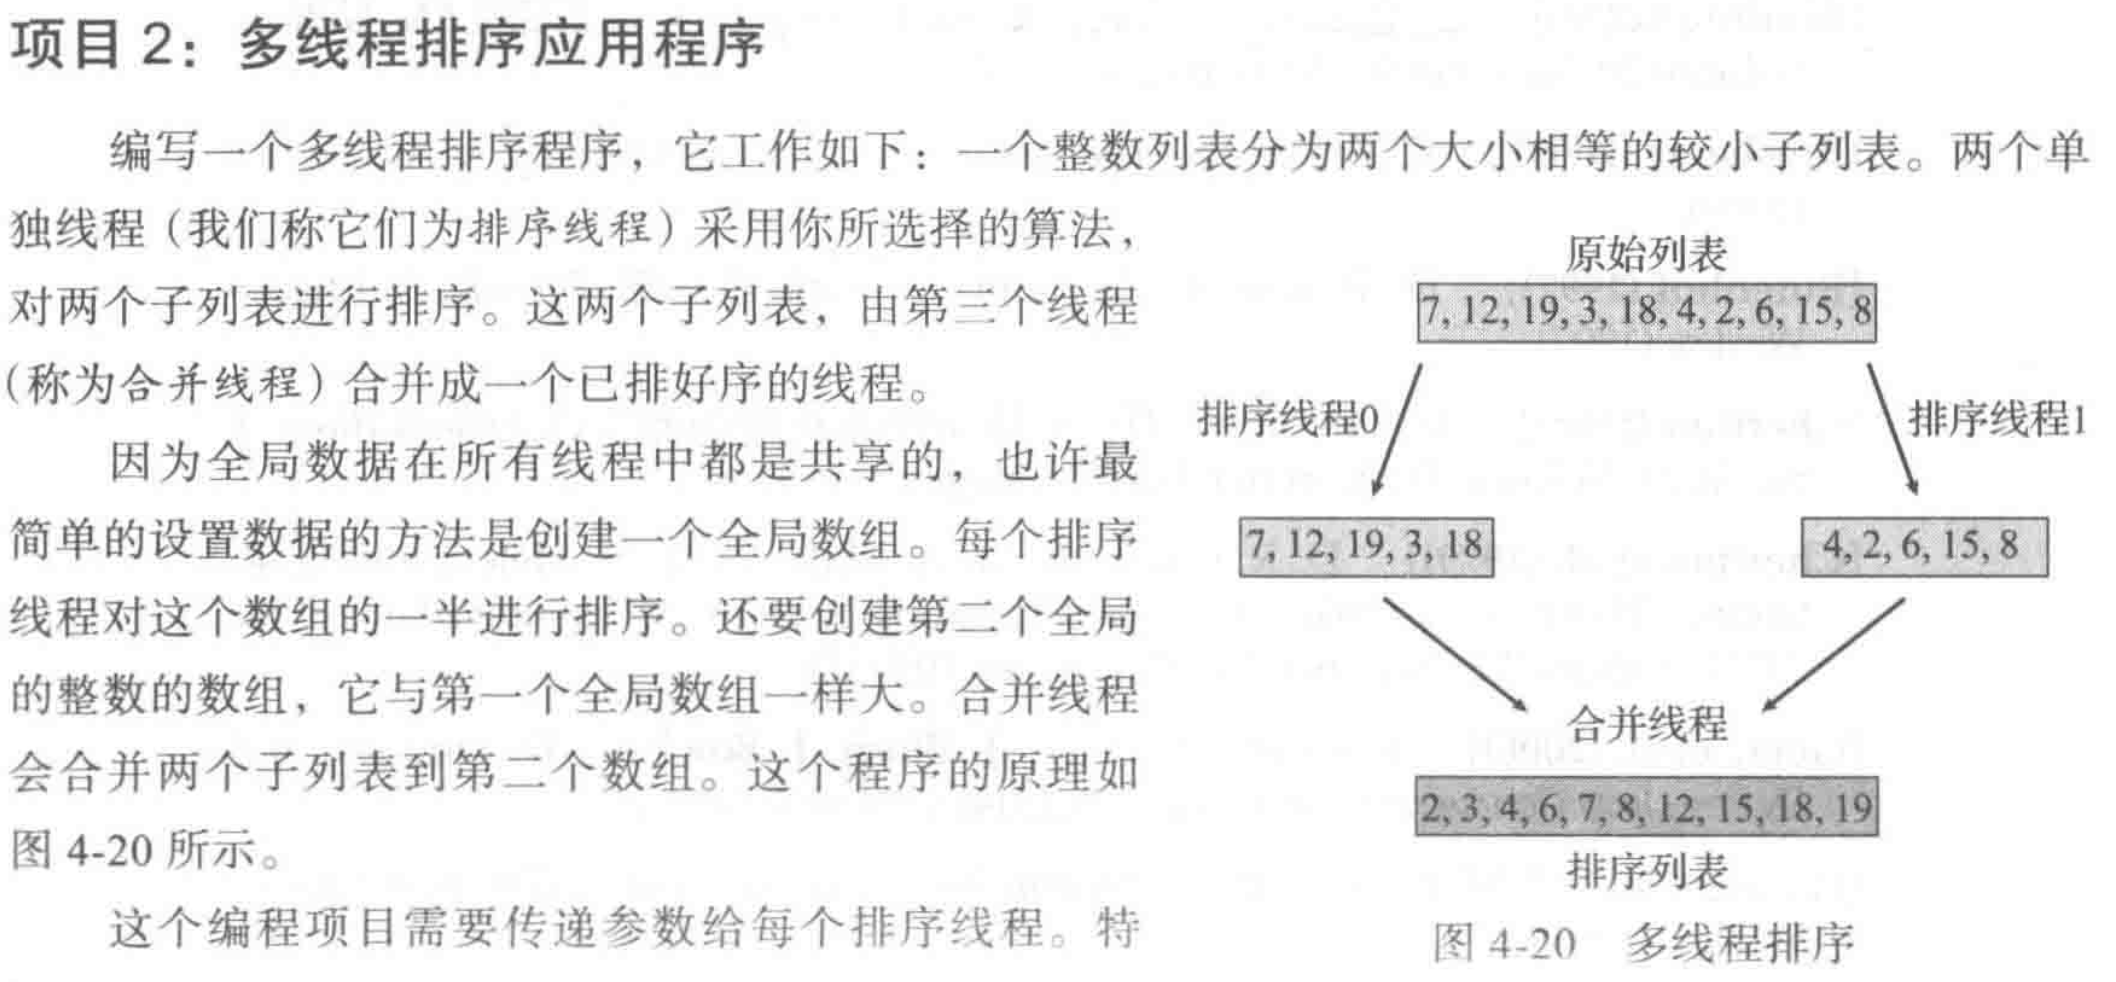 项目 2：多线程排序应用程序
编写一个多线程排序程序，它工作如下：一个整数列表分为两个大小相等的较小子列表。两个单
独线程（我们称它们为排序线程）采用你所选择的算法，
对两个子列表进行排序。这两个子列表，由第三个线程
（称为合并线程）合并成一个已排好序的线程。
因为全局数据在所有线程中都是共享的，也许最
简单的设置数据的方法是创建一个全局数组。每个排序
线程对这个数组的一半进行排序。还要创建第二个全局
的整数的数组，它与第一个全局数组一样大。合并线程
会合并两个子列表到第二个数组。这个程序的原理如
图 4-20 所示。
这个编程项目需要传递参数给每个排序线程。特
原始列表
7, 12, 19, 3, 18, 4, 2, 6, 15, 8
排序线程0
排序线程1
7, 12, 19, 3, 18
4, 2, 6, 15, 8
合并线程
2, 3, 4, 6, 7, 8, 12, 15, 18, 19
排序列表
图 4-20 多线程排序